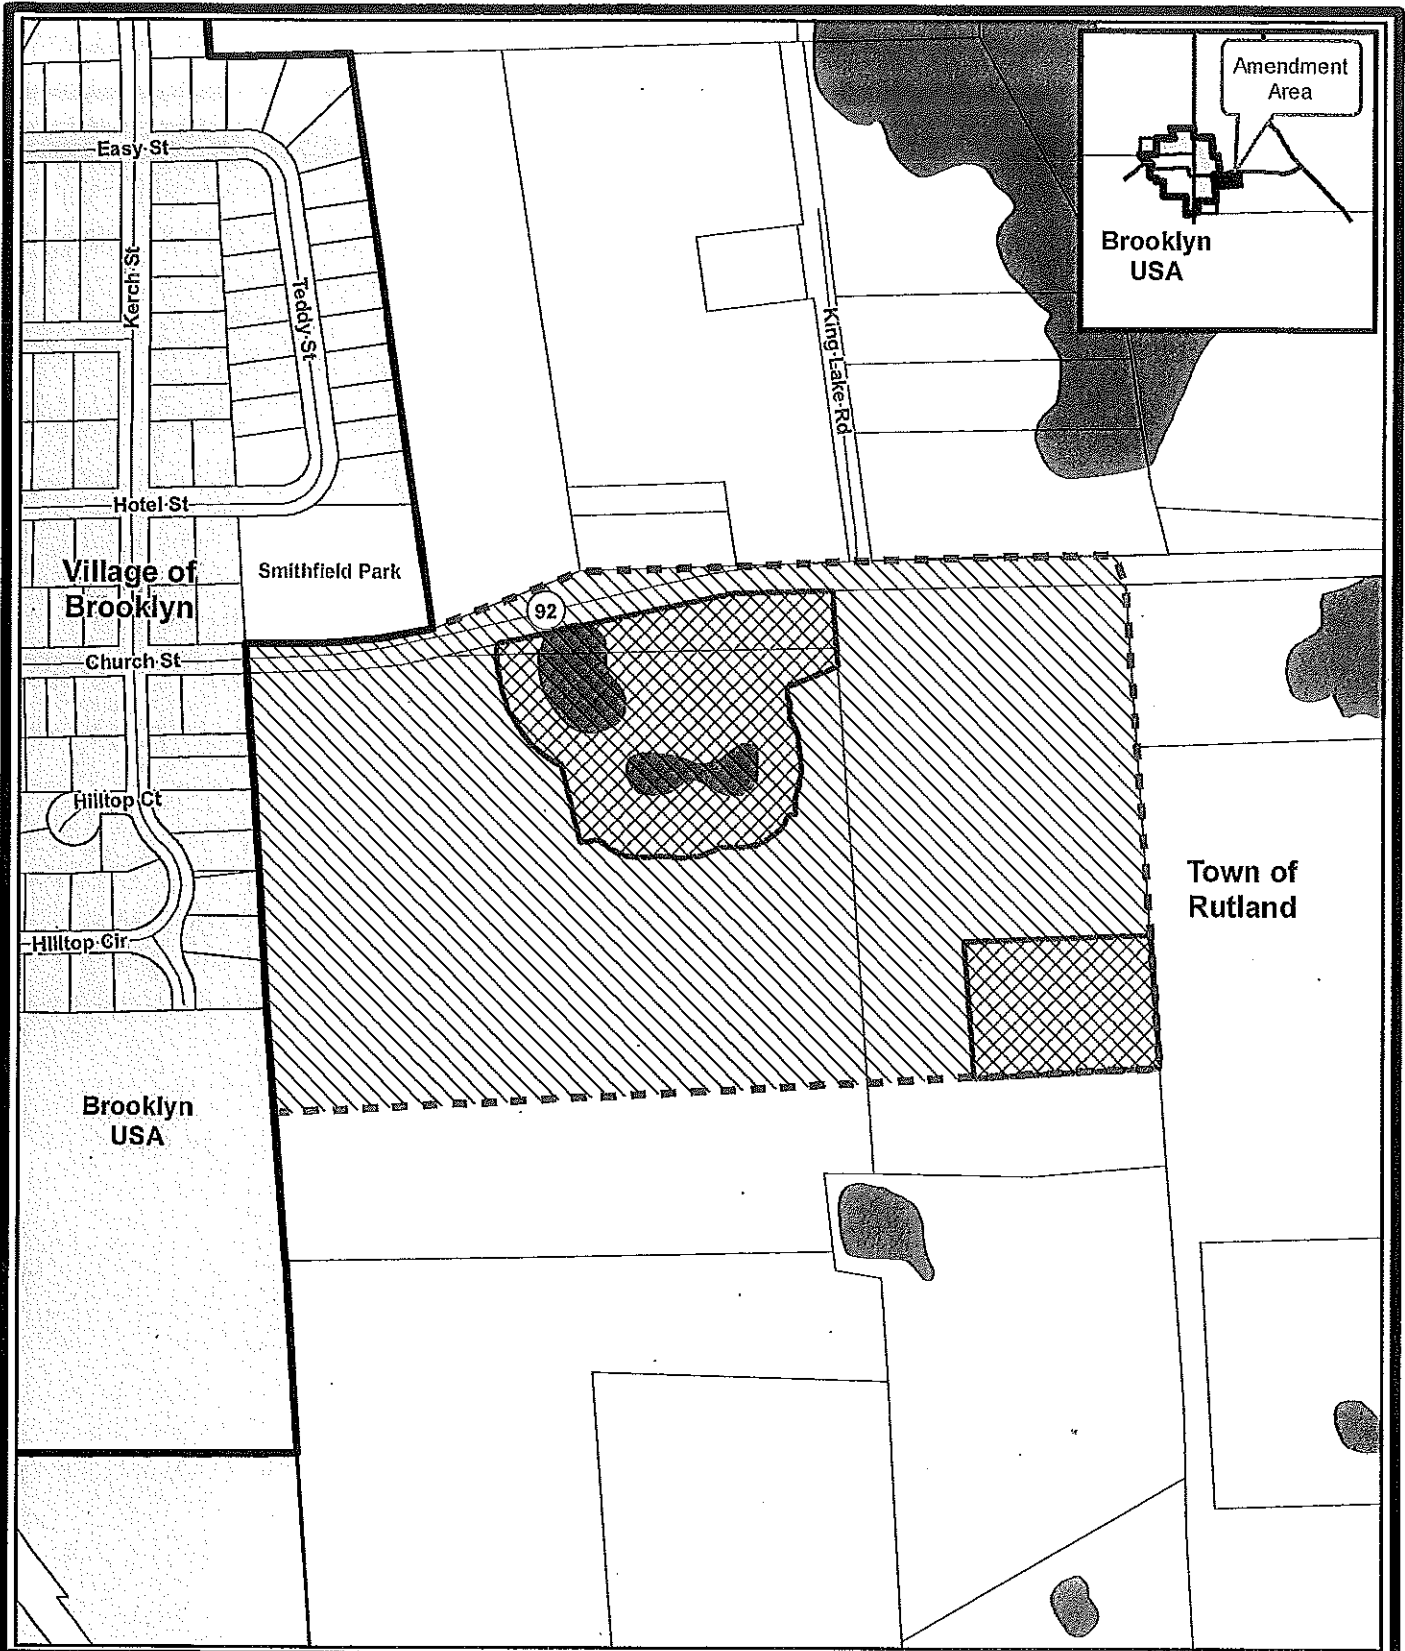 Amendment
Area
Brooklyn
USA
Easy St
Kerch St
Teddy St
King Lake Rd
Hotel St
Village of
Brooklyn
Smithfield Park
92
Church St
Hilltop Ct
Town of
Rutland
Hilltop Cir
Brooklyn
USA